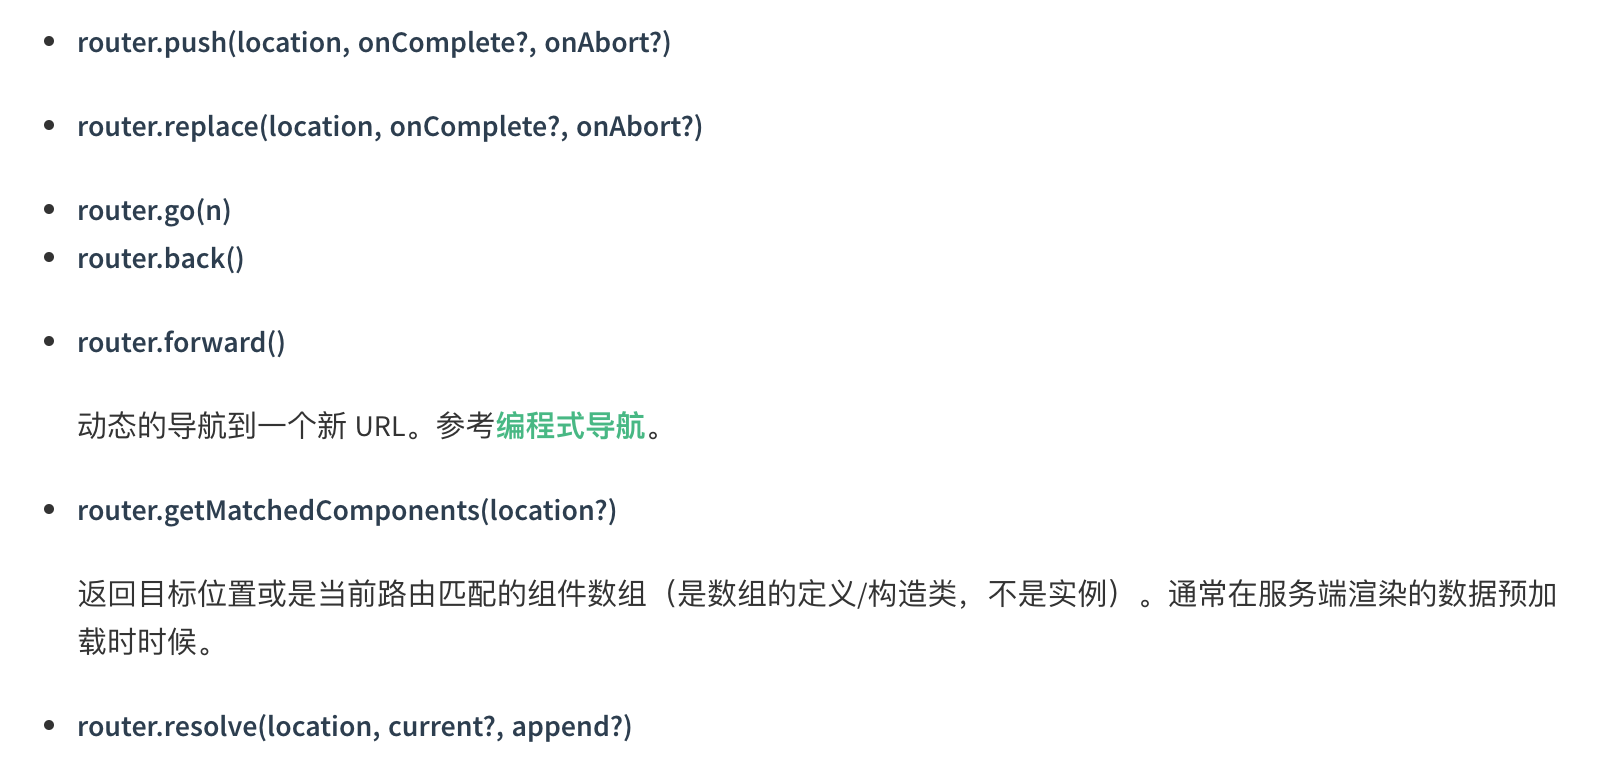 router.push(location, onComplete?, onAbort?)
router.replace(location, onComplete?, onAbort?)
router.go(n)
router.back()
router.forward()
动态的导航到一个新 URL。参考编程式导航。
router.getMatchedComponents(location?)
返回目标位置或是当前路由匹配的组件数组（是数组的定义/构造类，不是实例）。通常在服务端渲染的数据预加
载时时候。
router.resolve(location, current?, append?)